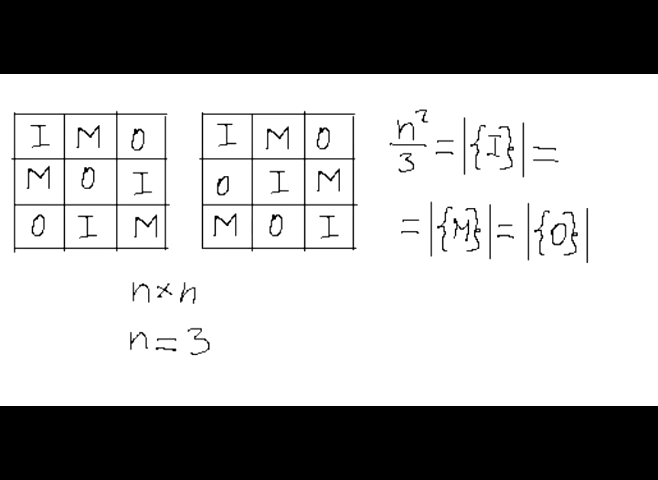 I M O
M O I
O I M
I M O
O I M
M O I
n²/3 = |{I}| =
= |{M}| = |{O}|
n×n
n=3